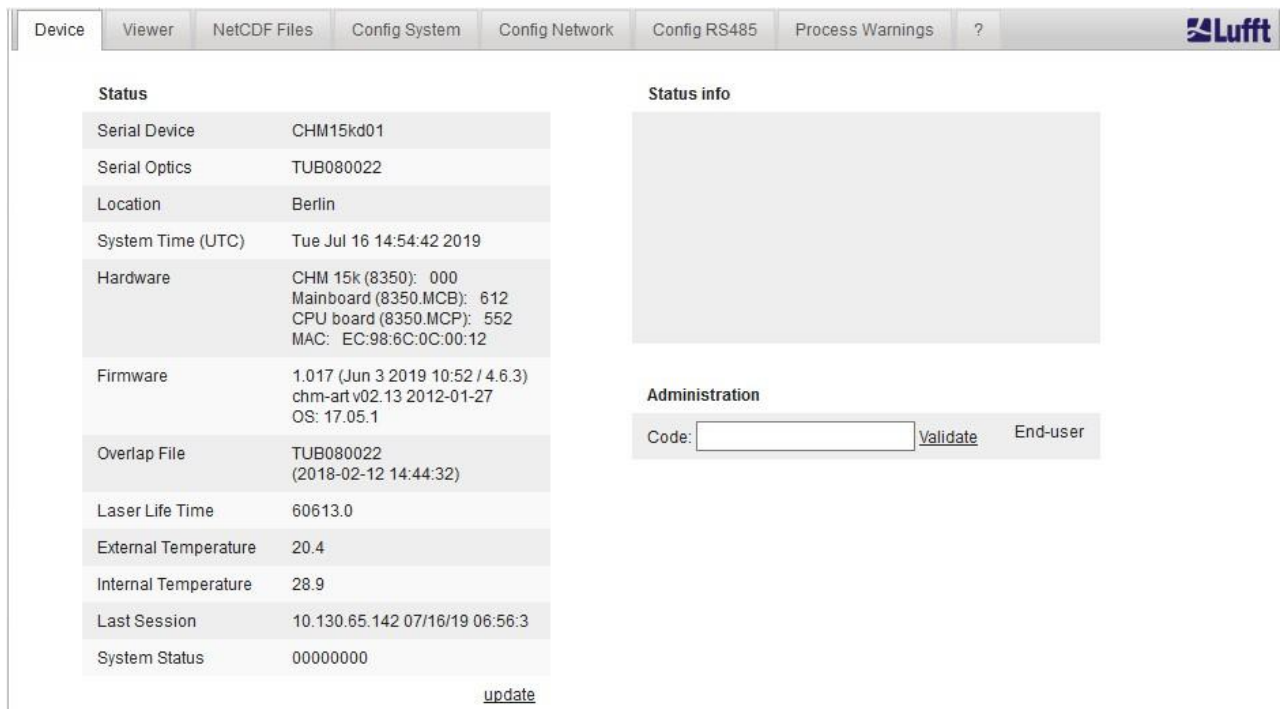 Device Viewer NetCDF Files Config System Config Network Config RS485 Process Warnings ? Lufft
Status
Serial Device CHM15kd01
Serial Optics TUB080022
Location Berlin
System Time (UTC) Tue Jul 16 14:54:42 2019
Hardware CHM 15k (8350): 000
Mainboard (8350.MCB): 612
CPU board (8350.MCP): 552
MAC: EC:98:6C:0C:00:12
Firmware 1.017 (Jun 3 2019 10:52 / 4.6.3)
chm-art v02.13 2012-01-27
OS: 17.05.1
Overlap File TUB080022
(2018-02-12 14:44:32)
Laser Life Time 60613.0
External Temperature 20.4
Internal Temperature 28.9
Last Session 10.130.65.142 07/16/19 06:56:3
System Status 00000000
update
Status info
Administration
Code: Validate End-user